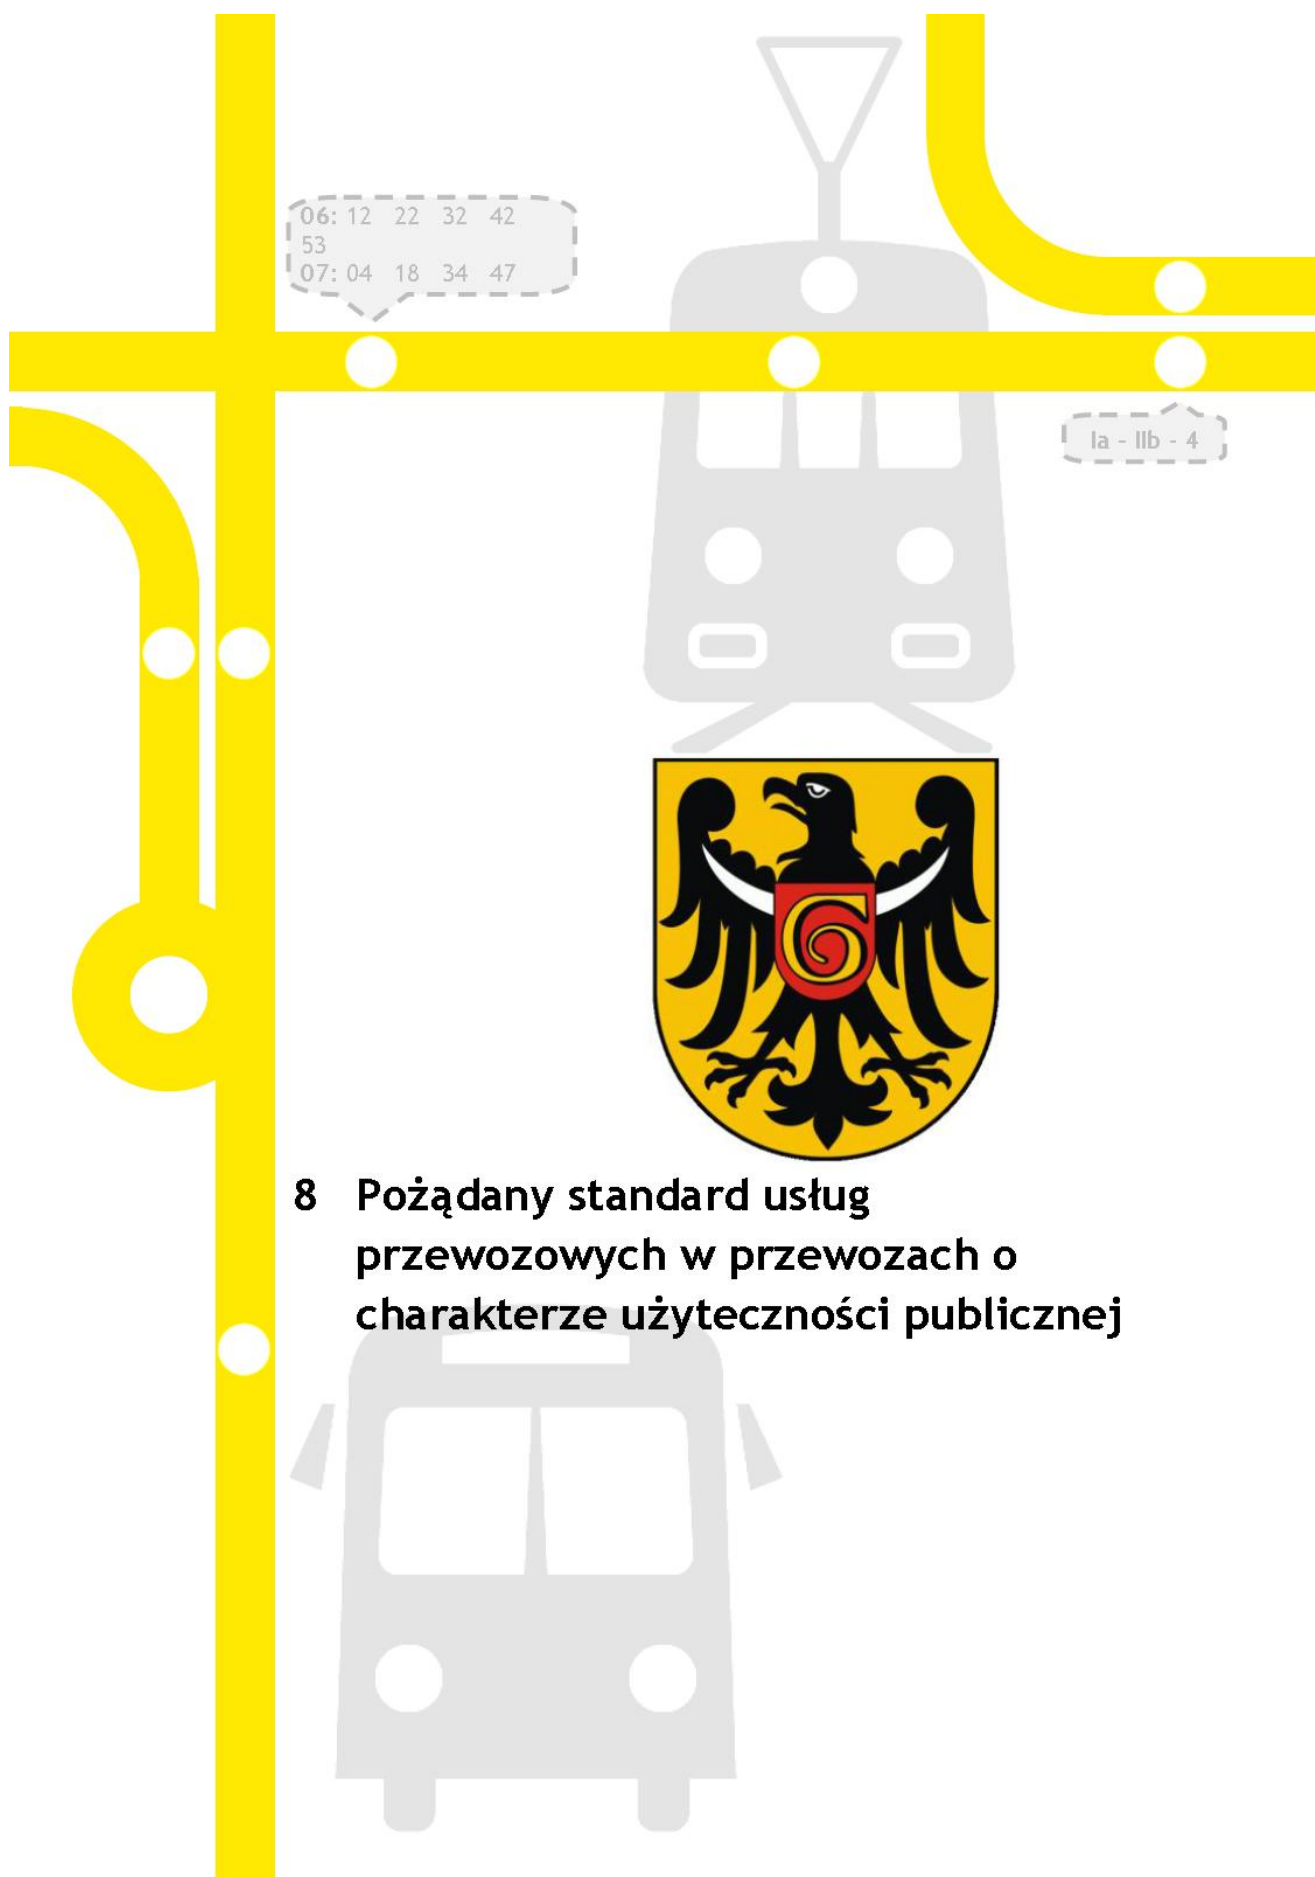 06: 12 22 32 42
53
07: 04 18 34 47
Ia - IIb - 4
G
8 Pożądany standard usług
przewozowych w przewozach o
charakterze użyteczności publicznej